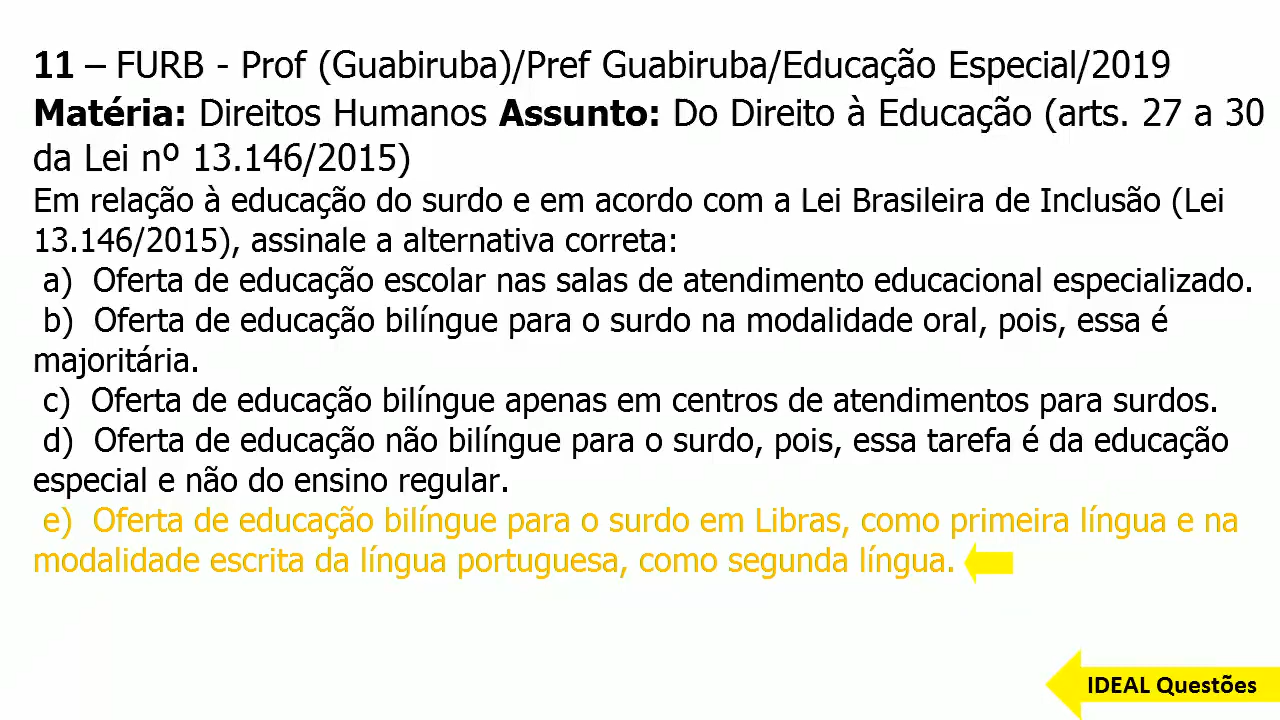 11 – FURB - Prof (Guabiruba)/Pref Guabiruba/Educação Especial/2019
Matéria: Direitos Humanos Assunto: Do Direito à Educação (arts. 27 a 30
da Lei nº 13.146/2015)
Em relação à educação do surdo e em acordo com a Lei Brasileira de Inclusão (Lei
13.146/2015), assinale a alternativa correta:
a) Oferta de educação escolar nas salas de atendimento educacional especializado.
b) Oferta de educação bilíngue para o surdo na modalidade oral, pois, essa é
majoritária.
c) Oferta de educação bilíngue apenas em centros de atendimentos para surdos.
d) Oferta de educação não bilíngue para o surdo, pois, essa tarefa é da educação
especial e não do ensino regular.
e) Oferta de educação bilíngue para o surdo em Libras, como primeira língua e na
modalidade escrita da língua portuguesa, como segunda língua.
IDEAL Questões